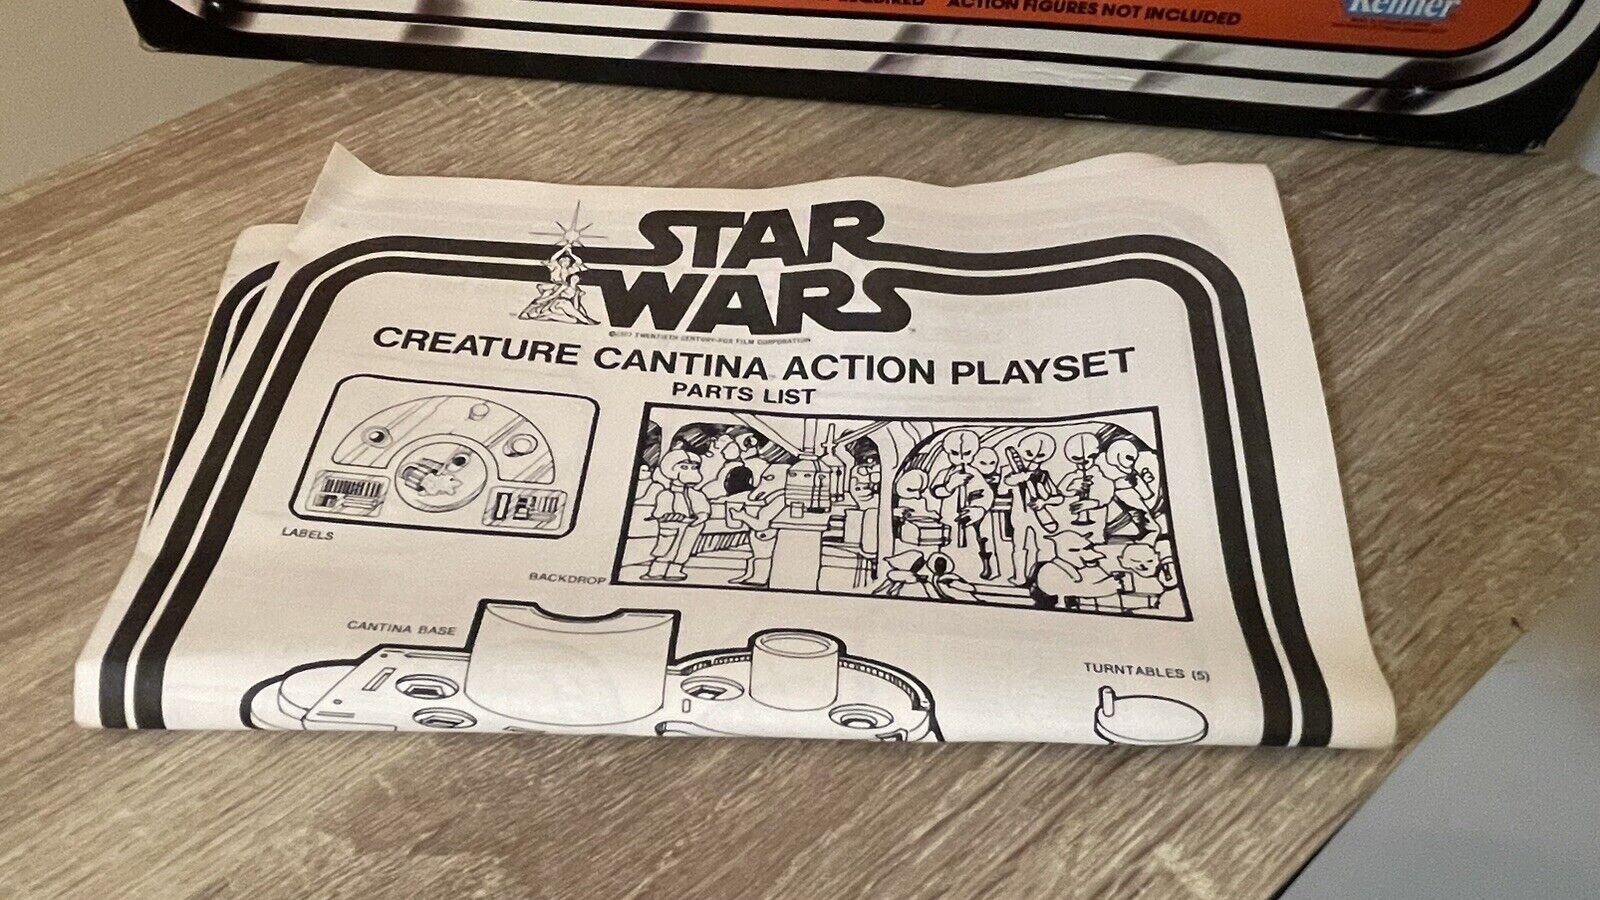 REQUIRED ACTION FIGURES NOT INCLUDED
Kenner
STAR
WARS
©1977 TWENTIETH CENTURY-FOX FILM CORPORATION
CREATURE CANTINA ACTION PLAYSET
PARTS LIST
LABELS
BACKDROP
CANTINA BASE
TURNTABLES (5)